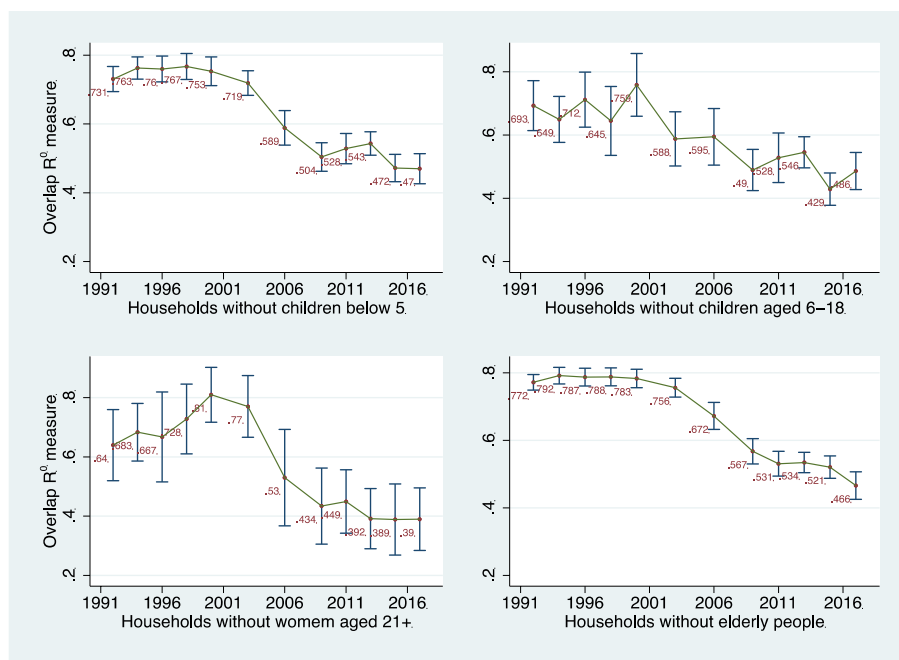 Overlap R⁰ measure.
.2. .4. .6. .8.
.731. .763. .76. .767. .753. .719. .589. .504. .528. .543. .472. .47.
1991 1996 2001 2006 2011 2016.
Households without children below 5.
.2. .4. .6. .8.
.693. .649. .712. .645. .759. .588. .595. .49. .528. .546. .429. .486.
1991 1996 2001 2006 2011 2016.
Households without children aged 6–18.
Overlap R⁰ measure.
.2. .4. .6. .8.
.64. .683. .667. .728. .81. .77. .53. .434. .449. .392. .389. .39.
1991 1996 2001 2006 2011 2016.
Households without womem aged 21+.
.2. .4. .6. .8.
.772. .792. .787. .788. .783. .756. .672. .567. .531. .534. .521. .466.
1991 1996 2001 2006 2011 2016.
Households without elderly people.